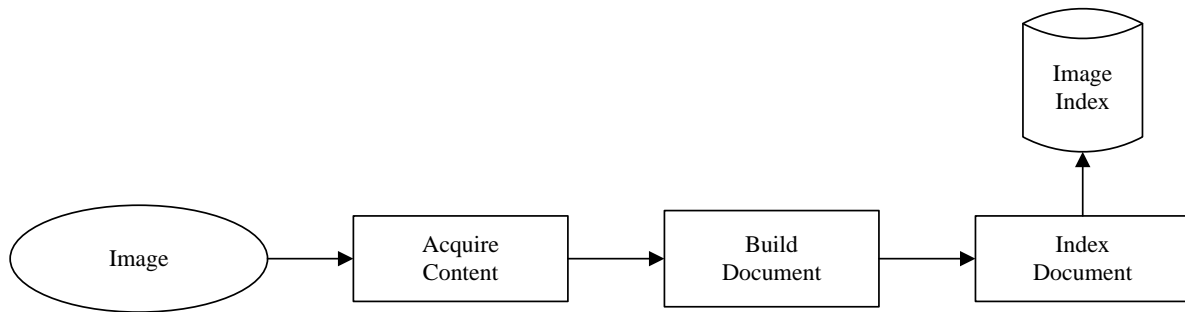 Image
Index
Image
Acquire
Content
Build
Document
Index
Document